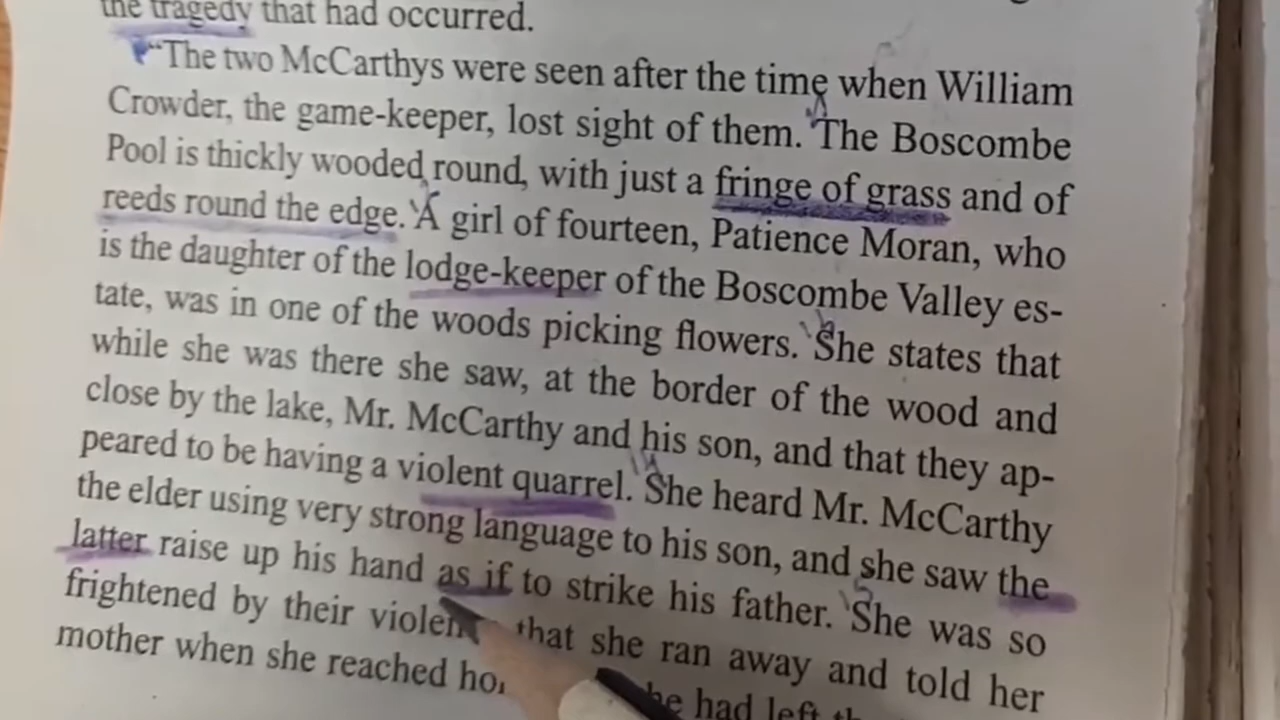 the tragedy that had occurred.
“The two McCarthys were seen after the time when William
Crowder, the game-keeper, lost sight of them. The Boscombe
Pool is thickly wooded round, with just a fringe of grass and of
reeds round the edge. A girl of fourteen, Patience Moran, who
is the daughter of the lodge-keeper of the Boscombe Valley es-
tate, was in one of the woods picking flowers. She states that
while she was there she saw, at the border of the wood and
close by the lake, Mr. McCarthy and his son, and that they ap-
peared to be having a violent quarrel. She heard Mr. McCarthy
the elder using very strong language to his son, and she saw the
latter raise up his hand as if to strike his father. She was so
frightened by their that she ran away and told her
mother when she reached had left